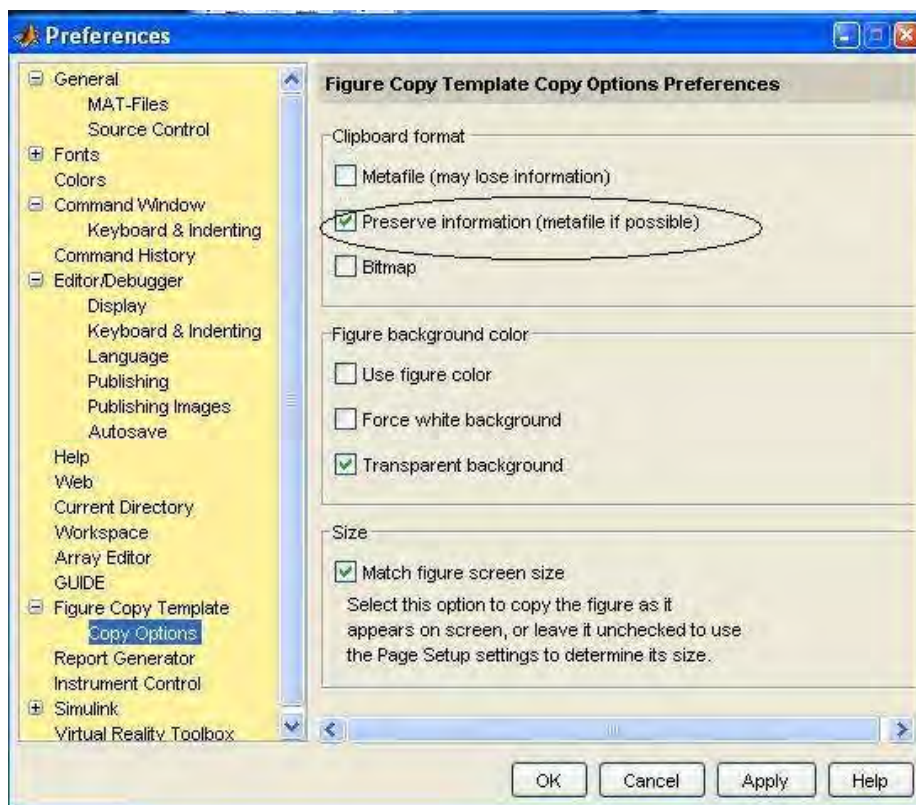 Preferences
General
MAT-Files
Source Control
Fonts
Colors
Command Window
Keyboard & Indenting
Command History
Editor/Debugger
Display
Keyboard & Indenting
Language
Publishing
Publishing Images
Autosave
Help
Web
Current Directory
Workspace
Array Editor
GUIDE
Figure Copy Template
Copy Options
Report Generator
Instrument Control
Simulink
Virtual Reality Toolbox
Figure Copy Template Copy Options Preferences
Clipboard format
Metafile (may lose information)
Preserve information (metafile if possible)
Bitmap
Figure background color
Use figure color
Force white background
Transparent background
Size
Match figure screen size
Select this option to copy the figure as it
appears on screen, or leave it unchecked to use
the Page Setup settings to determine its size.
OK
Cancel
Apply
Help